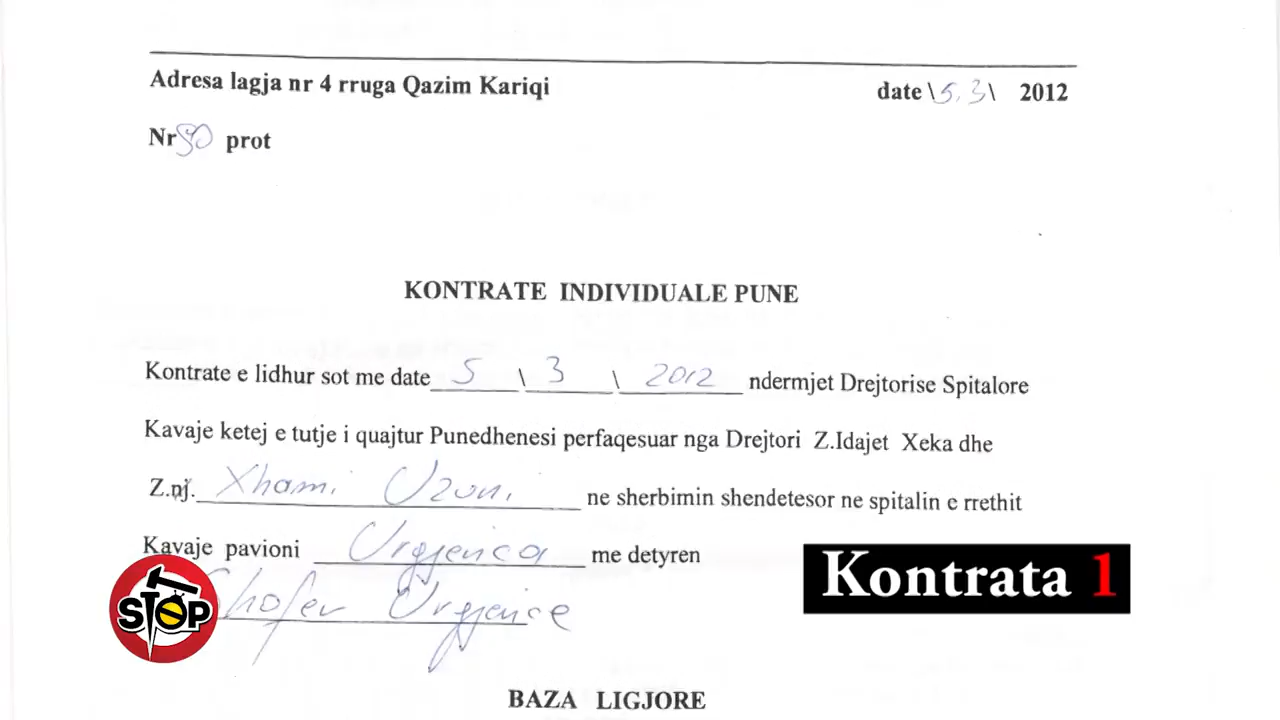 Adresa lagja nr 4 rruga Qazim Kariqi date \5.3\ 2012
Nr 90 prot
KONTRATE INDIVIDUALE PUNE
Kontrate e lidhur sot me date 5 \ 3 \ 2012 ndermjet Drejtorise Spitalore
Kavaje ketej e tutje i quajtur Punedhenesi perfaqesuar nga Drejtori Z.Idajet Xeka dhe
Z.nj. Xhami Uzuni ne sherbimin shendetesor ne spitalin e rrethit
Kavaje pavioni Urgjenca me detyren
Shofer Urgjence
STOP
Kontrata 1
BAZA LIGJORE